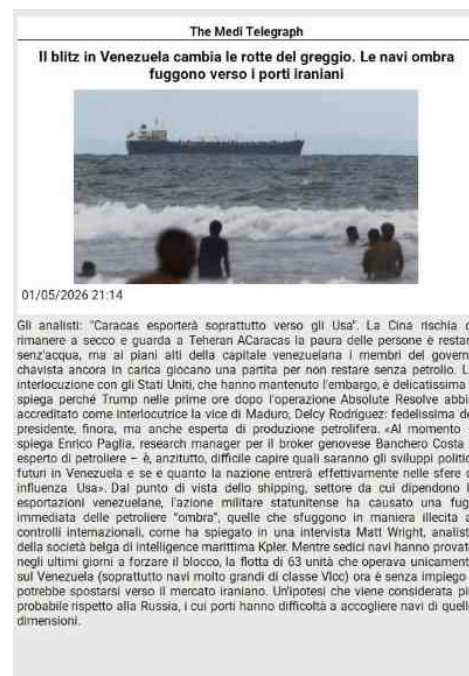 The Medi Telegraph
Il blitz in Venezuela cambia le rotte del greggio. Le navi ombra
fuggono verso i porti iraniani
01/05/2026 21:14
Gli analisti: "Caracas esporterà soprattutto verso gli Usa". La Cina rischia
rimanere a secco e guarda a Teheran ACaracas la paura delle persone è
senz'acqua, ma ai piani alti della capitale venezuelana i membri del
chavista ancora in carica giocano una partita per non restare senza petrolio.
interlocuzione con gli Stati Uniti, che hanno mantenuto l'embargo, è delicatissima
spiega perché Trump nelle prime ore dopo l'operazione Absolute Resolve
accreditato come interlocutrice la vice di Maduro, Delcy Rodriguez: fedelissima
presidente, finora, ma anche esperta di produzione petrolifera. «Al momento
spiega Enrico Paglia, research manager per il broker genovese Banchero Costa
esperto di petroliere – è, anzitutto, difficile capire quali saranno gli sviluppi
futuri in Venezuela e se e quanto la nazione entrerà effettivamente nelle sfere
influenza Usa». Dal punto di vista dello shipping, settore da cui dipendono
esportazioni venezuelane, l'azione militare statunitense ha causato una
immediata delle petroliere "ombra", quelle che sfuggono in maniera illecita
controlli internazionali, come ha spiegato in una intervista Matt Wright,
della società belga di intelligence marittima Kpler. Mentre sedici navi hanno
negli ultimi giorni a forzare il blocco, la flotta di 63 unità che operava unicamente
sul Venezuela (soprattutto navi molto grandi di classe Vlcc) ora è senza impiego
potrebbe spostarsi verso il mercato iraniano. Un'ipotesi che viene considerata
probabile rispetto alla Russia, i cui porti hanno difficoltà a accogliere navi di
dimensioni.